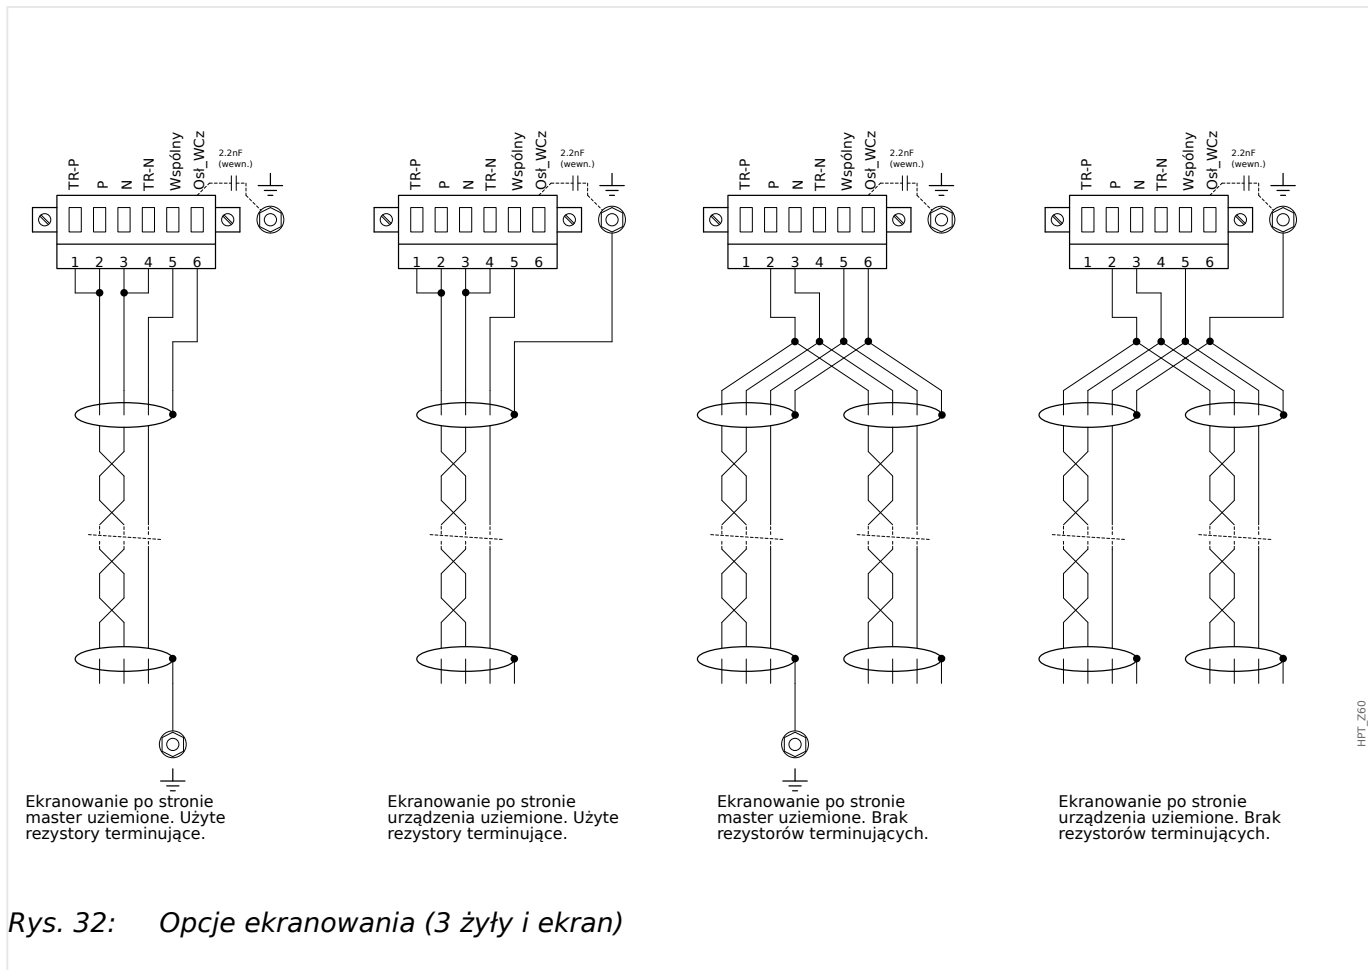 TR-P
P
N
TR-N
Wspólny
Osł_WCz
2.2nF
(wewn.)
1 2 3 4 5 6
TR-P
P
N
TR-N
Wspólny
Osł_WCz
2.2nF
(wewn.)
1 2 3 4 5 6
TR-P
P
N
TR-N
Wspólny
Osł_WCz
2.2nF
(wewn.)
1 2 3 4 5 6
TR-P
P
N
TR-N
Wspólny
Osł_WCz
2.2nF
(wewn.)
1 2 3 4 5 6
HPT_Z60
Ekranowanie po stronie
master uziemione. Użyte
rezystory terminujące.
Ekranowanie po stronie
urządzenia uziemione. Użyte
rezystory terminujące.
Ekranowanie po stronie
master uziemione. Brak
rezystorów terminujących.
Ekranowanie po stronie
urządzenia uziemione. Brak
rezystorów terminujących.
Rys. 32: Opcje ekranowania (3 żyły i ekran)